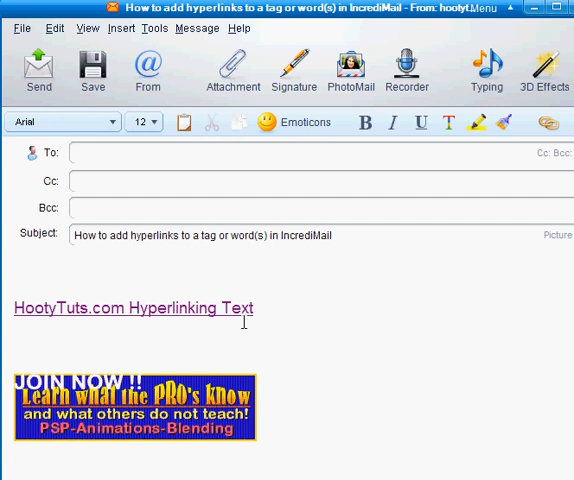 How to add hyperlinks to a tag or word(s) in IncrediMail - From: hootyt. Menu
File Edit View Insert Tools Message Help
Send Save From Attachment Signature PhotoMail Recorder Typing 3D Effects
Arial 12 Emoticons B I U T
To: Cc: Bcc:
Cc:
Bcc:
Subject: How to add hyperlinks to a tag or word(s) in IncrediMail Picture
HootyTuts.com Hyperlinking Text
JOIN NOW !!
Learn what the PRO's know
and what others do not teach!
PSP-Animations-Blending